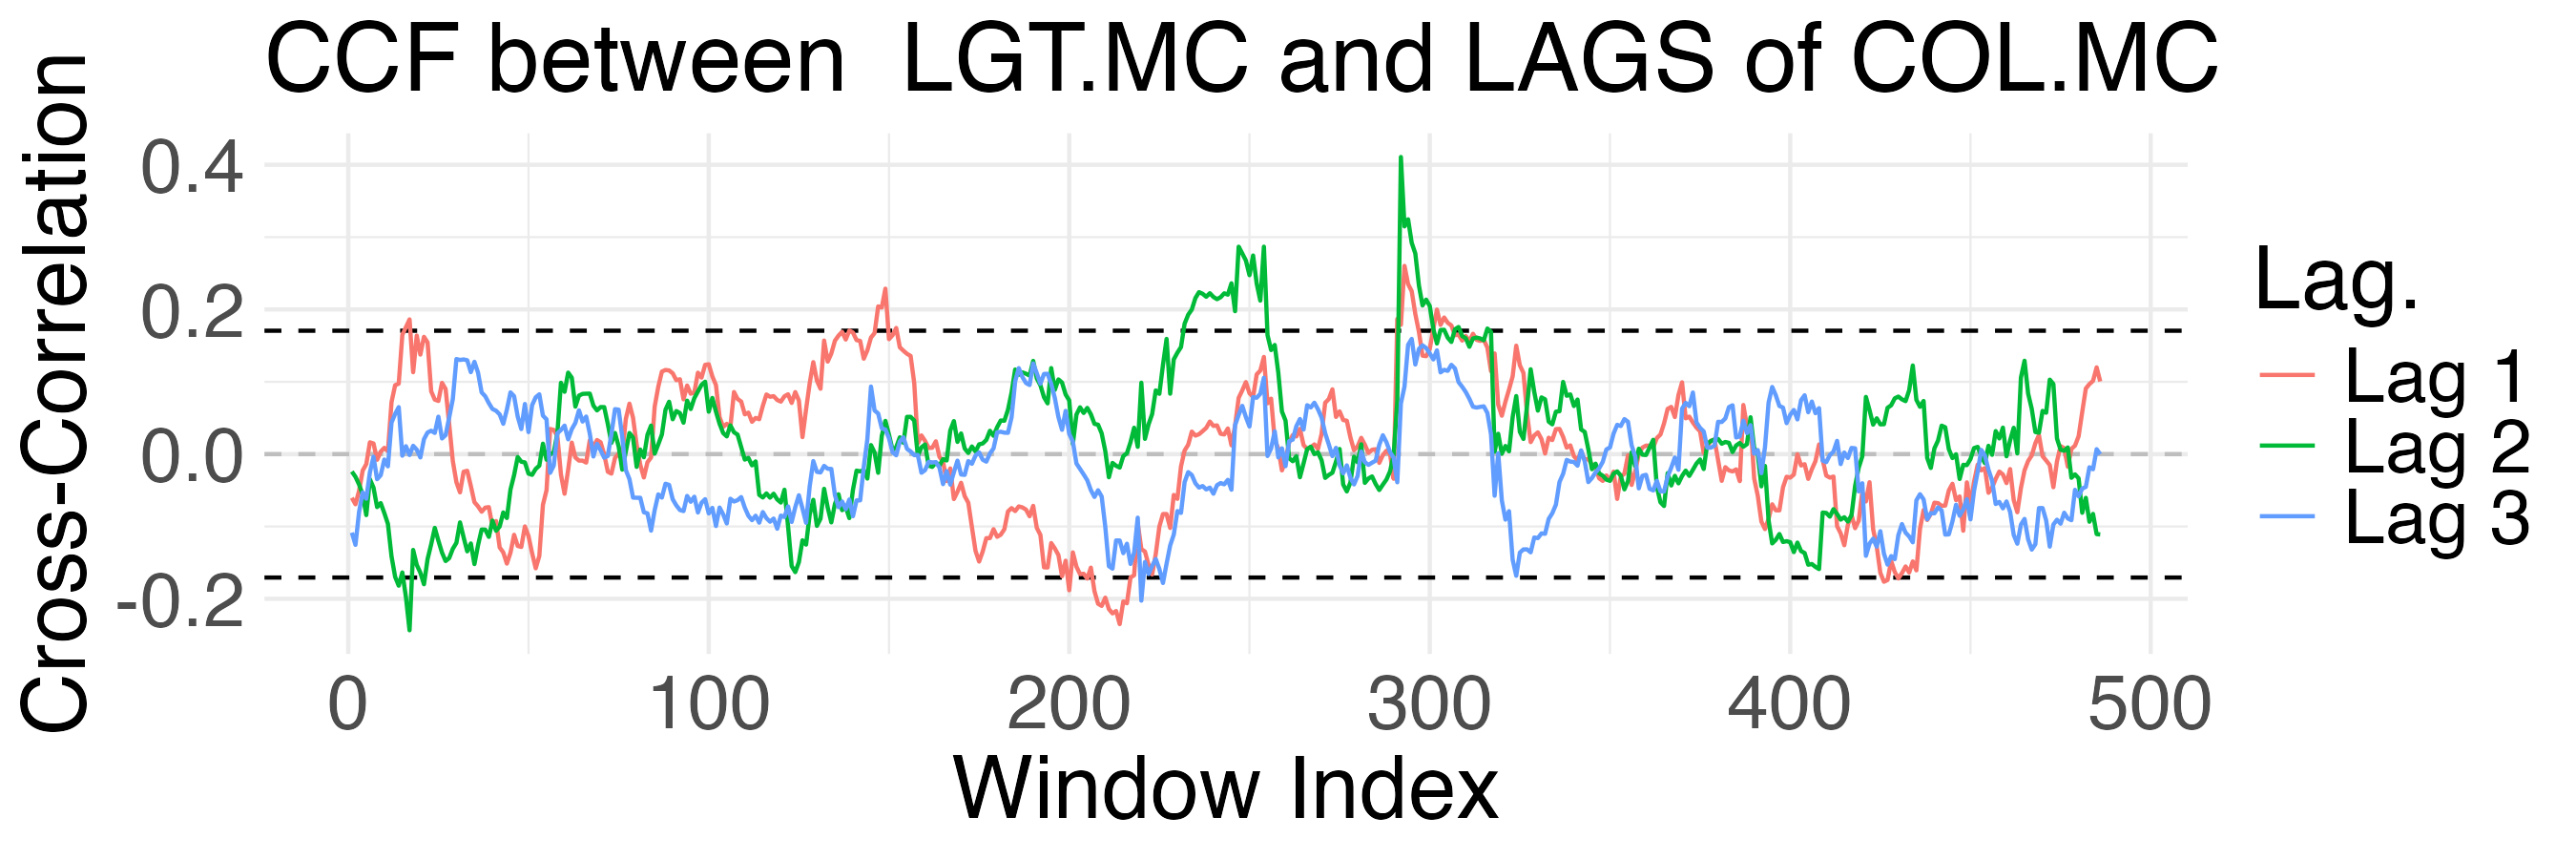 CCF between  LGT.MC and LAGS of COL.MC
Cross-Correlation
0.4
0.2
0.0
-0.2
0
100
200
300
400
500
Window Index
Lag.
Lag 1
Lag 2
Lag 3